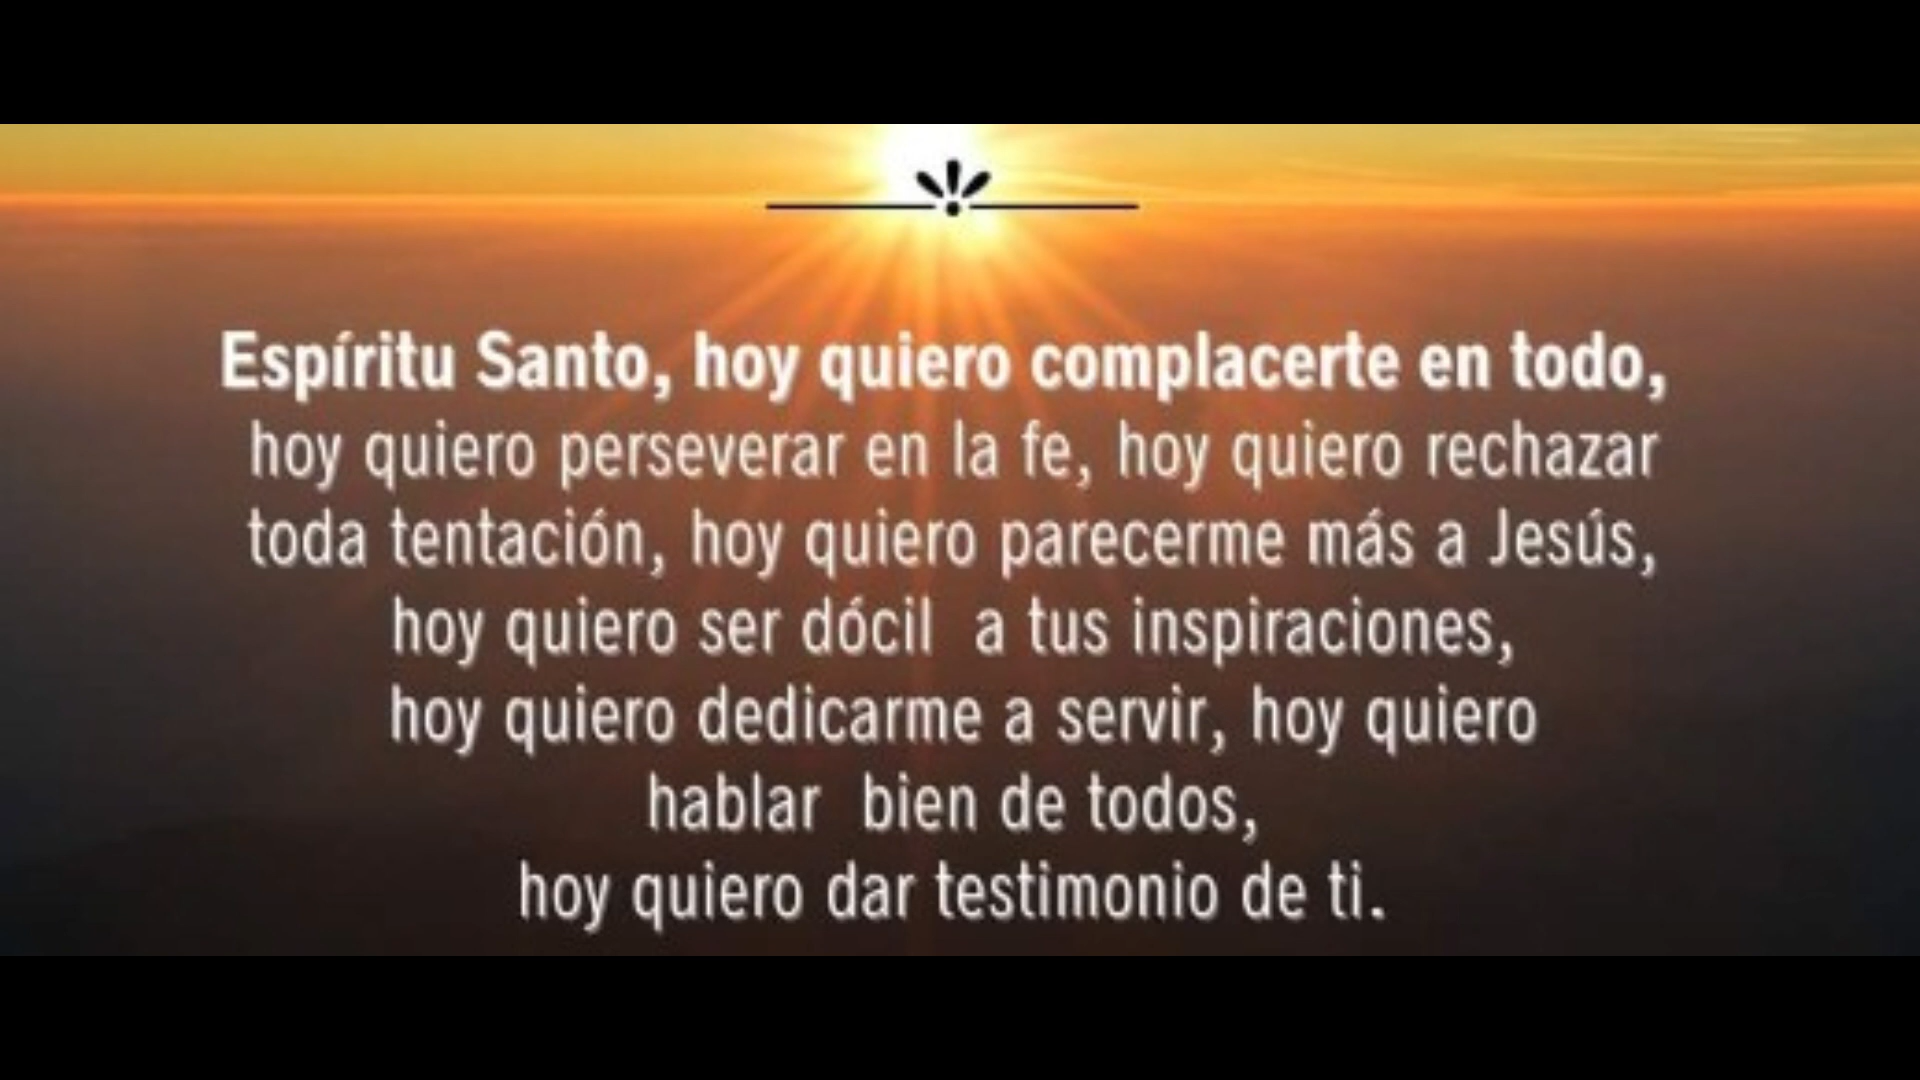 Espíritu Santo, hoy quiero complacerte en todo,
hoy quiero perseverar en la fe, hoy quiero rechazar
toda tentación, hoy quiero parecerme más a Jesús,
hoy quiero ser dócil  a tus inspiraciones,
hoy quiero dedicarme a servir, hoy quiero
hablar  bien de todos,
hoy quiero dar testimonio de ti.